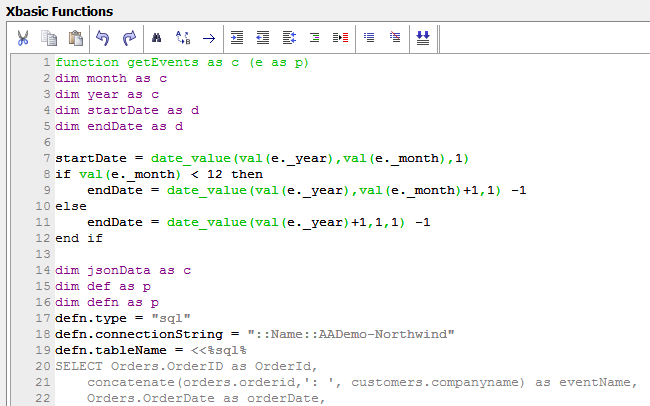 Xbasic Functions
1 function getEvents as c (e as p)
2 dim month as c
3 dim year as c
4 dim startDate as d
5 dim endDate as d
6
7 startDate = date_value(val(e._year),val(e._month),1)
8 if val(e._month) < 12 then
9     endDate = date_value(val(e._year),val(e._month)+1,1) -1
10 else
11     endDate = date_value(val(e._year)+1,1,1) -1
12 end if
13
14 dim jsonData as c
15 dim def as p
16 dim defn as p
17 defn.type = "sql"
18 defn.connectionString = "::Name::AADemo-Northwind"
19 defn.tableName = <<%sql%
20 SELECT Orders.OrderID as OrderId,
21     concatenate(orders.orderid,': ', customers.companyname) as eventName,
22     Orders.OrderDate as orderDate,